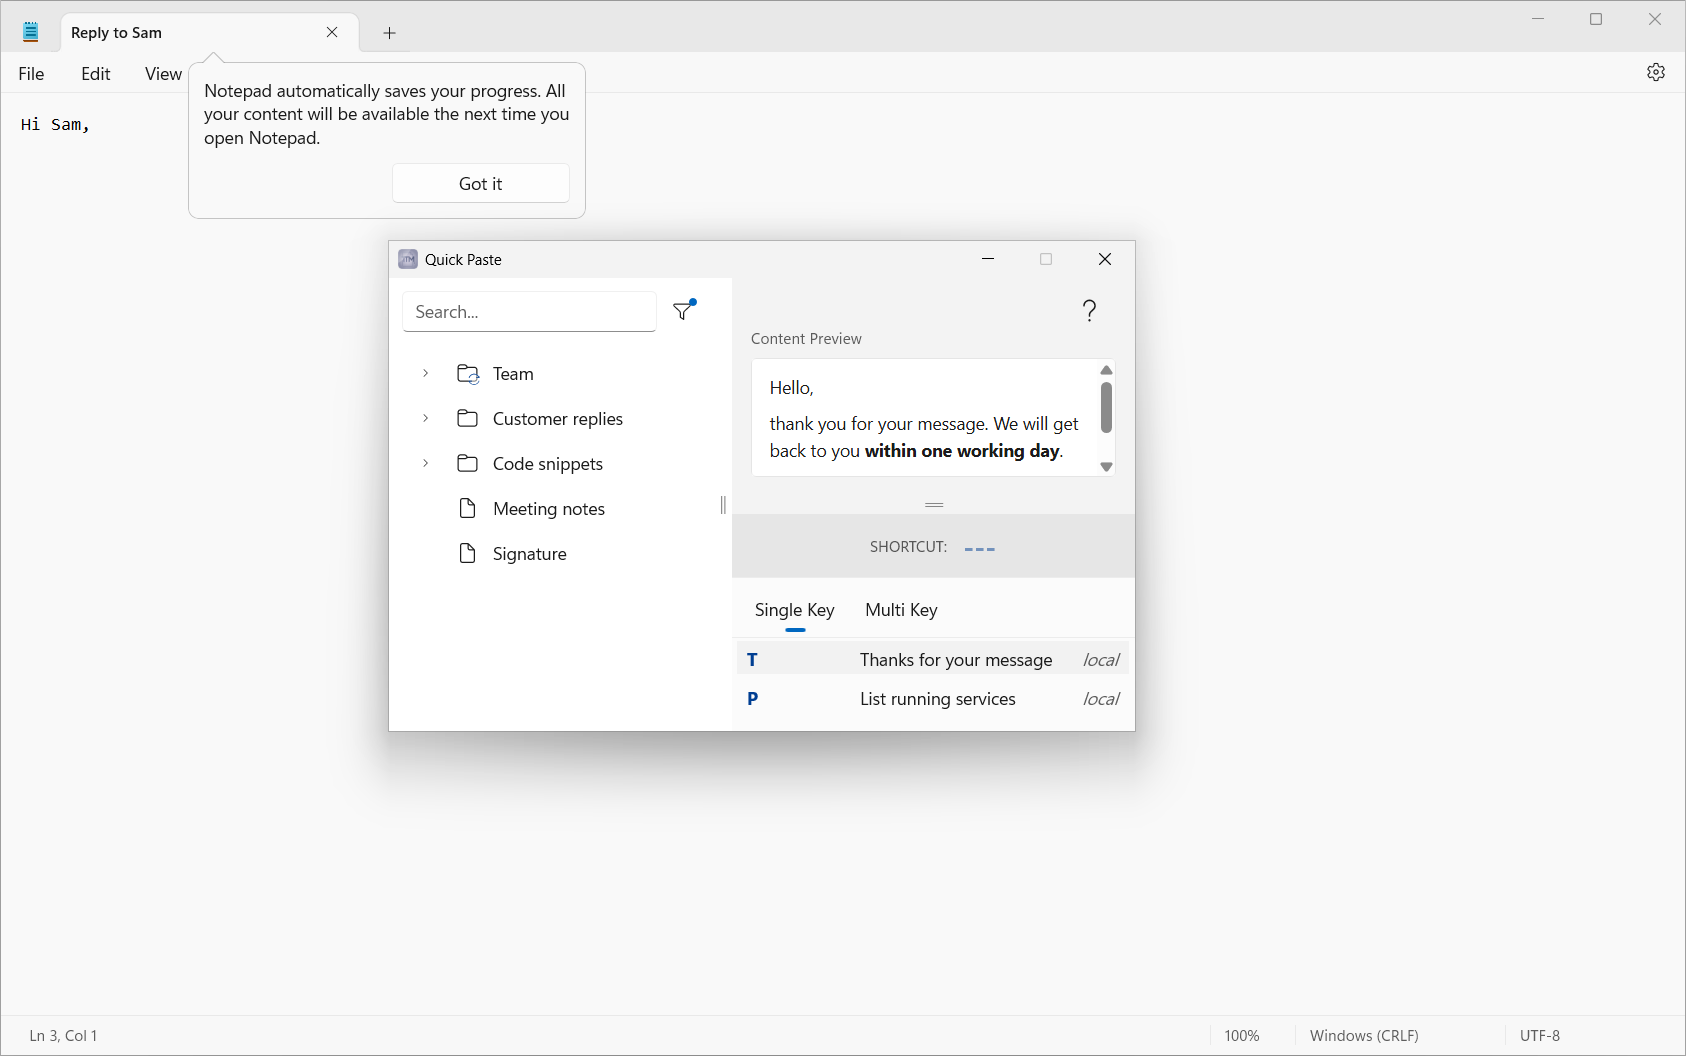 Reply to Sam
File Edit View
Notepad automatically saves your progress. All
your content will be available the next time you
open Notepad.
Got it
Hi Sam,
JTM Quick Paste
Search...
Team
Customer replies
Code snippets
Meeting notes
Signature
?
Content Preview
Hello,
thank you for your message. We will get
back to you within one working day.
SHORTCUT: ---
Single Key Multi Key
T Thanks for your message local
P List running services local
Ln 3, Col 1 100% Windows (CRLF) UTF-8